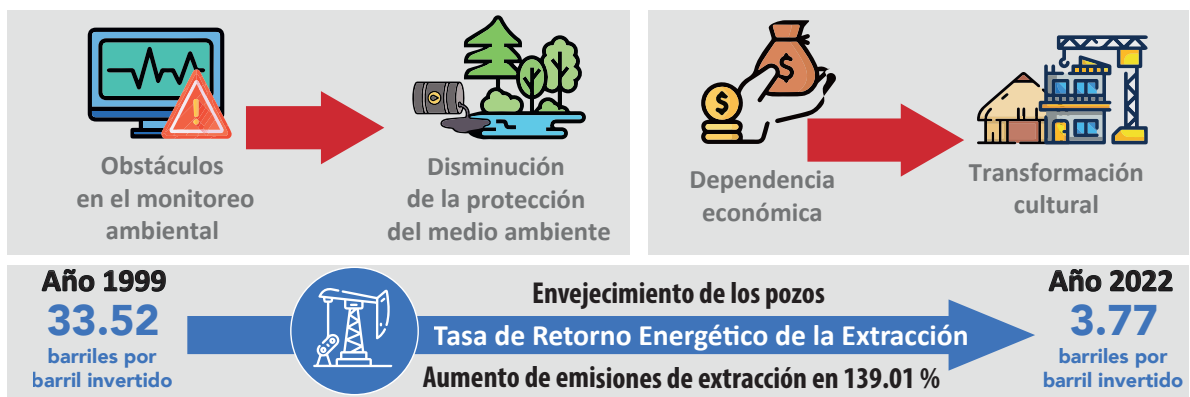 Obstáculos
en el monitoreo
ambiental
Disminución
de la protección
del medio ambiente
Dependencia
económica
Transformación
cultural
Año 1999
33.52
barriles por
barril invertido
Envejecimiento de los pozos
Tasa de Retorno Energético de la Extracción
Aumento de emisiones de extracción en 139.01 %
Año 2022
3.77
barriles por
barril invertido